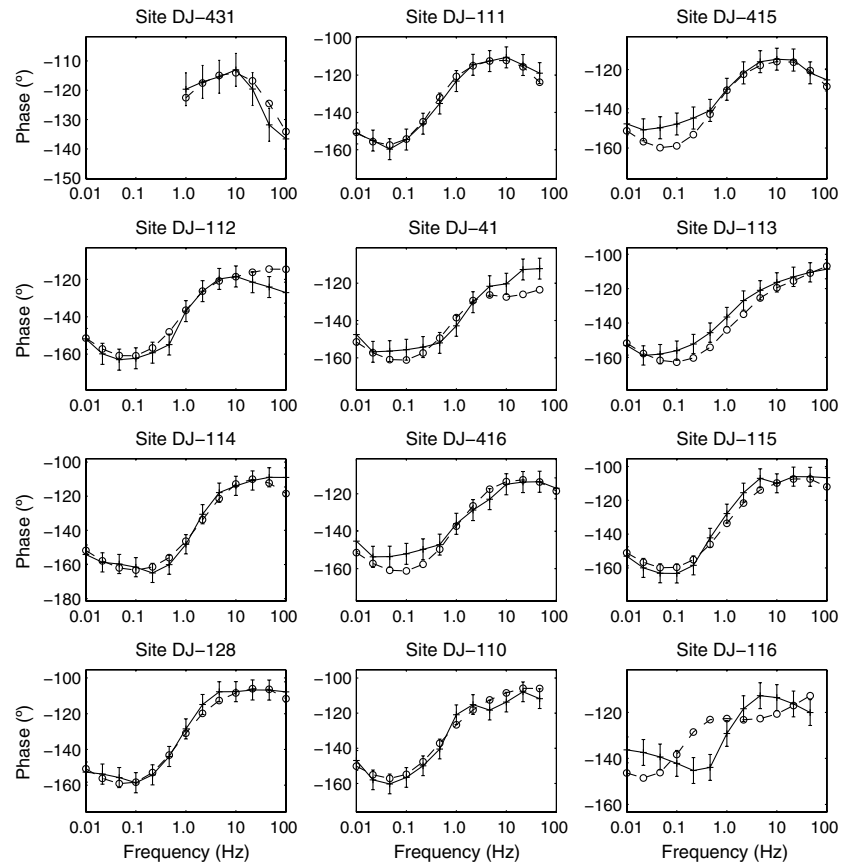 Site DJ−431
Site DJ−111
Site DJ−415
Phase (º)
−110
−120
−130
−140
−150
0.01 0.1 1.0 10 100
−120
−140
−160
0.01 0.1 1.0 10 100
−120
−140
−160
0.01 0.1 1.0 10 100
Site DJ−112
Site DJ−41
Site DJ−113
Phase (º)
−120
−140
−160
0.01 0.1 1.0 10 100
−120
−140
−160
0.01 0.1 1.0 10 100
−100
−120
−140
−160
0.01 0.1 1.0 10 100
Site DJ−114
Site DJ−416
Site DJ−115
Phase (º)
−100
−120
−140
−160
−180
0.01 0.1 1.0 10 100
−120
−140
−160
0.01 0.1 1.0 10 100
−100
−120
−140
−160
0.01 0.1 1.0 10 100
Site DJ−128
Site DJ−110
Site DJ−116
Phase (º)
−100
−120
−140
−160
0.01 0.1 1.0 10 100
−100
−120
−140
−160
0.01 0.1 1.0 10 100
−120
−140
−160
0.01 0.1 1.0 10 100
Frequency (Hz)
Frequency (Hz)
Frequency (Hz)